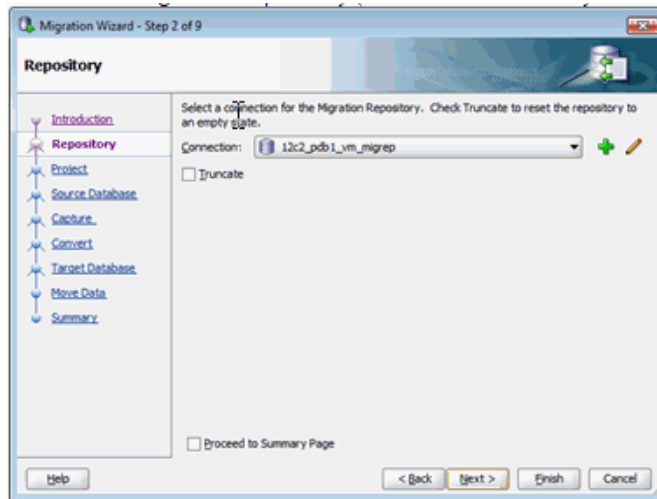 Migration Wizard - Step 2 of 9
Repository
Introduction
Repository
Project
Source Database
Capture
Convert
Target Database
Move Data
Summary
Select a connection for the Migration Repository. Check Truncate to reset the repository to
an empty state.
Connection: 12c2_pdb1_vm_migrep
Truncate
Proceed to Summary Page
Help
< Back
Next >
Finish
Cancel